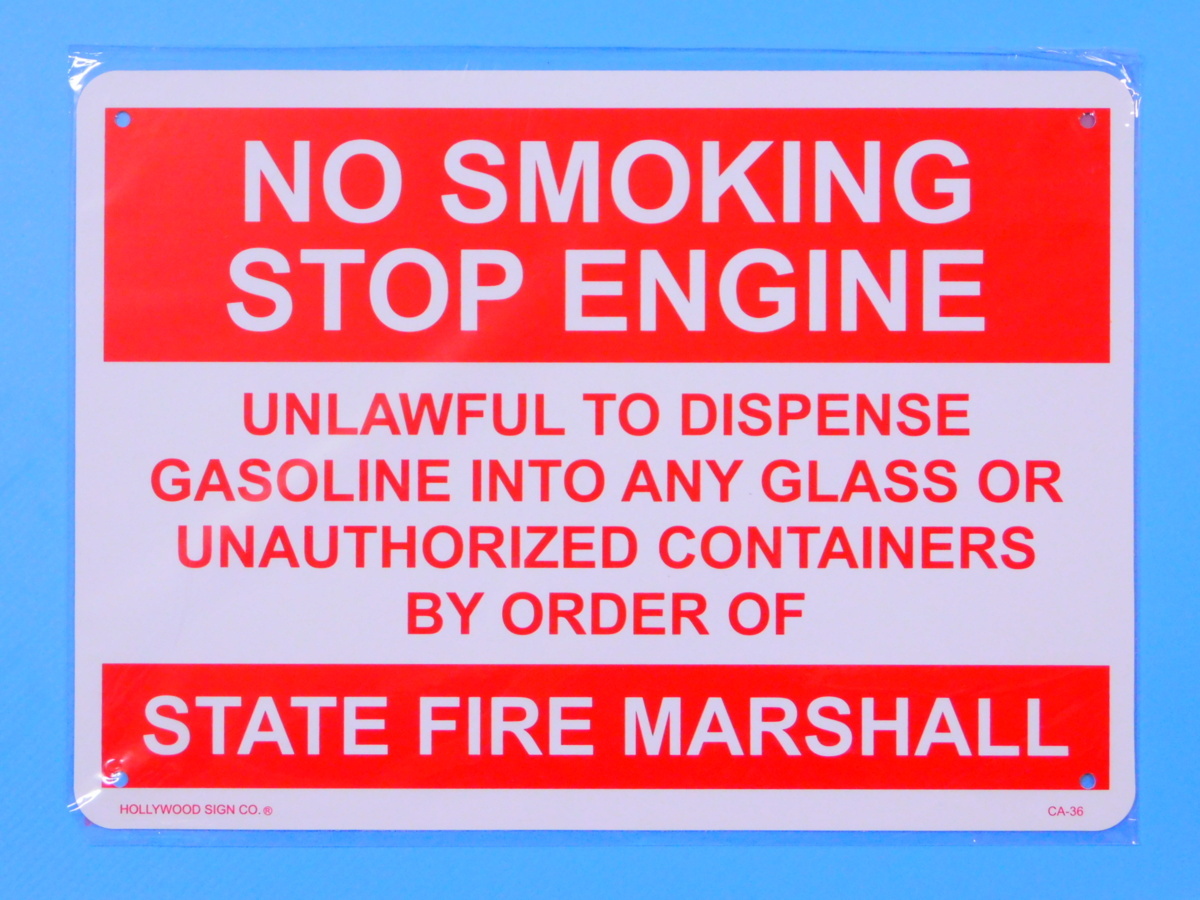 NO SMOKING
STOP ENGINE
UNLAWFUL TO DISPENSE
GASOLINE INTO ANY GLASS OR
UNAUTHORIZED CONTAINERS
BY ORDER OF
STATE FIRE MARSHALL
HOLLYWOOD SIGN CO.® CA-36